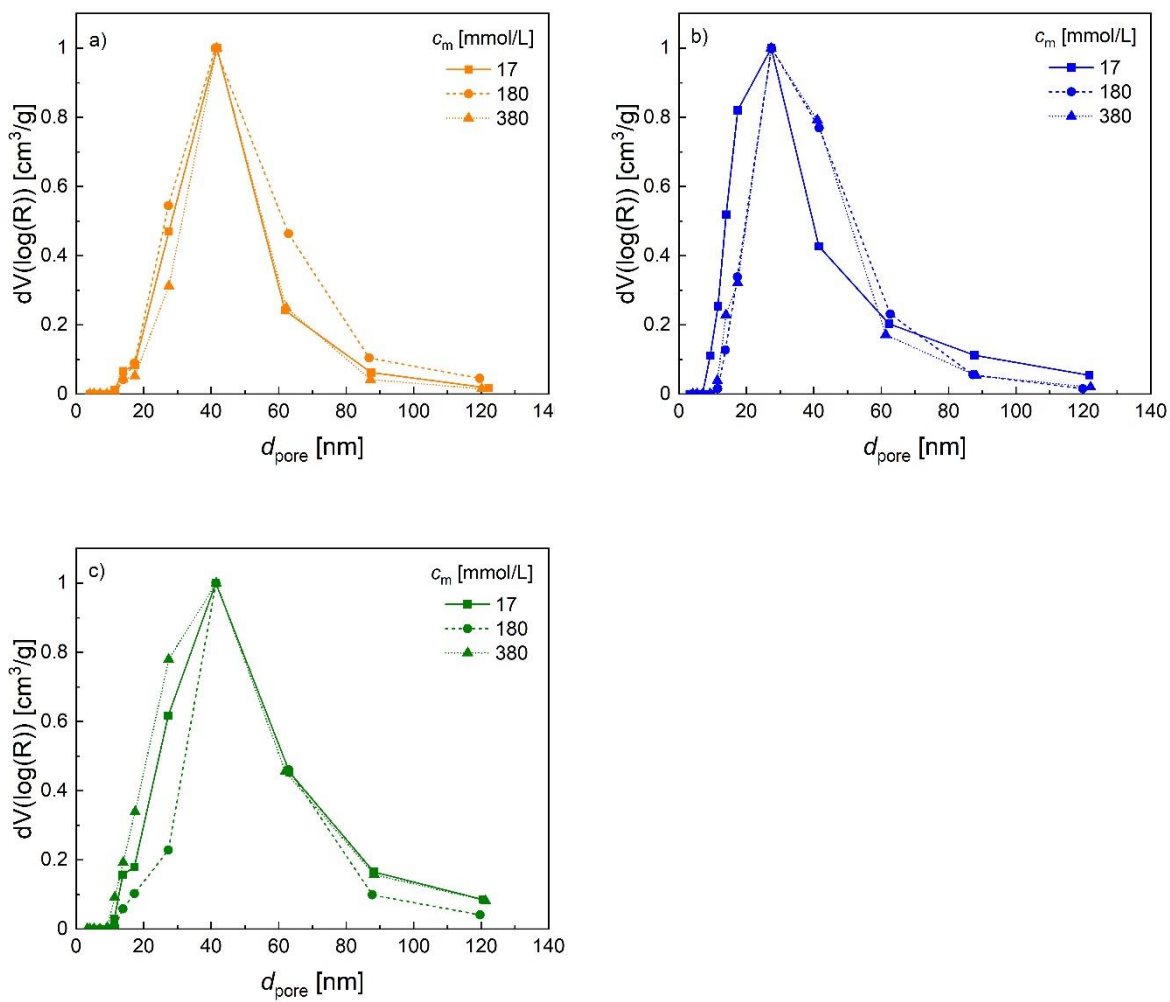 a)
c_m [mmol/L]
17
180
380
dV(log(R)) [cm³/g]
1
0.8
0.6
0.4
0.2
0
0 20 40 60 80 100 120 14
d_pore [nm]
b)
c_m [mmol/L]
17
180
380
dV(log(R)) [cm³/g]
1
0.8
0.6
0.4
0.2
0
0 20 40 60 80 100 120 140
d_pore [nm]
c)
c_m [mmol/L]
17
180
380
dV(log(R)) [cm³/g]
1
0.8
0.6
0.4
0.2
0
0 20 40 60 80 100 120 140
d_pore [nm]